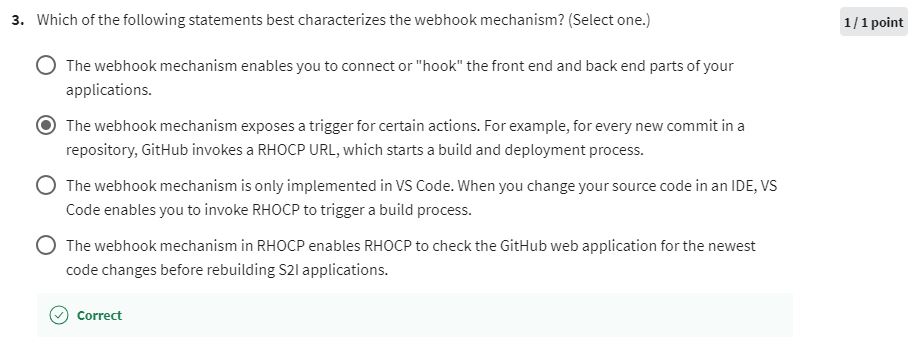 3. Which of the following statements best characterizes the webhook mechanism? (Select one.)
1 / 1 point
The webhook mechanism enables you to connect or "hook" the front end and back end parts of your
applications.
The webhook mechanism exposes a trigger for certain actions. For example, for every new commit in a
repository, GitHub invokes a RHOCP URL, which starts a build and deployment process.
The webhook mechanism is only implemented in VS Code. When you change your source code in an IDE, VS
Code enables you to invoke RHOCP to trigger a build process.
The webhook mechanism in RHOCP enables RHOCP to check the GitHub web application for the newest
code changes before rebuilding S2I applications.
Correct